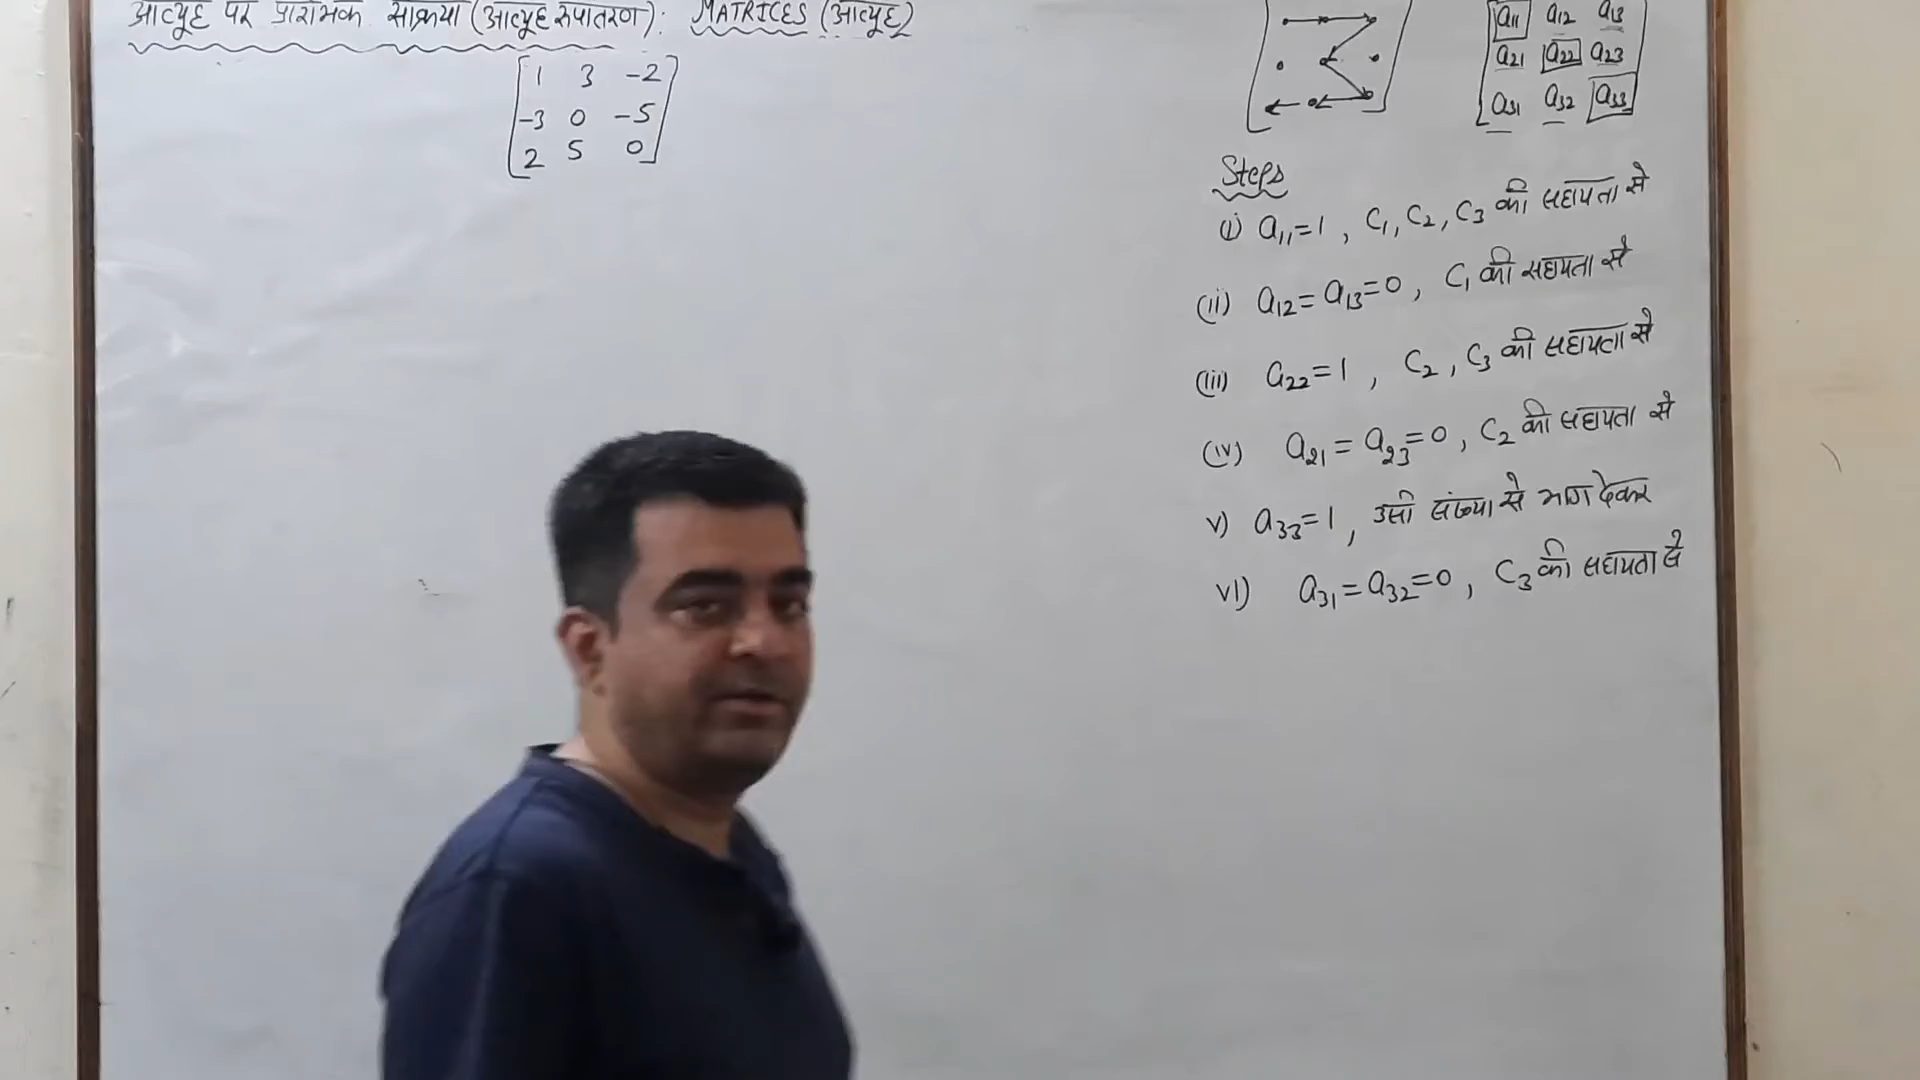 आव्यूह पर प्रारंभिक संक्रिया (आव्यूह रूपांतरण): MATRICES (आव्यूह)
1 3 -2
-3 0 -5
2 5 0
a11 a12 a13
a21 a22 a23
a31 a32 a33
Steps
(i) a11=1, C1, C2, C3 की सहायता से
(ii) a12=a13=0, C1 की सहायता से
(iii) a22=1, C2, C3 की सहायता से
(iv) a21=a23=0, C2 की सहायता से
v) a33=1, उसी संख्या से भाग देकर
vi) a31=a32=0, C3 की सहायता से